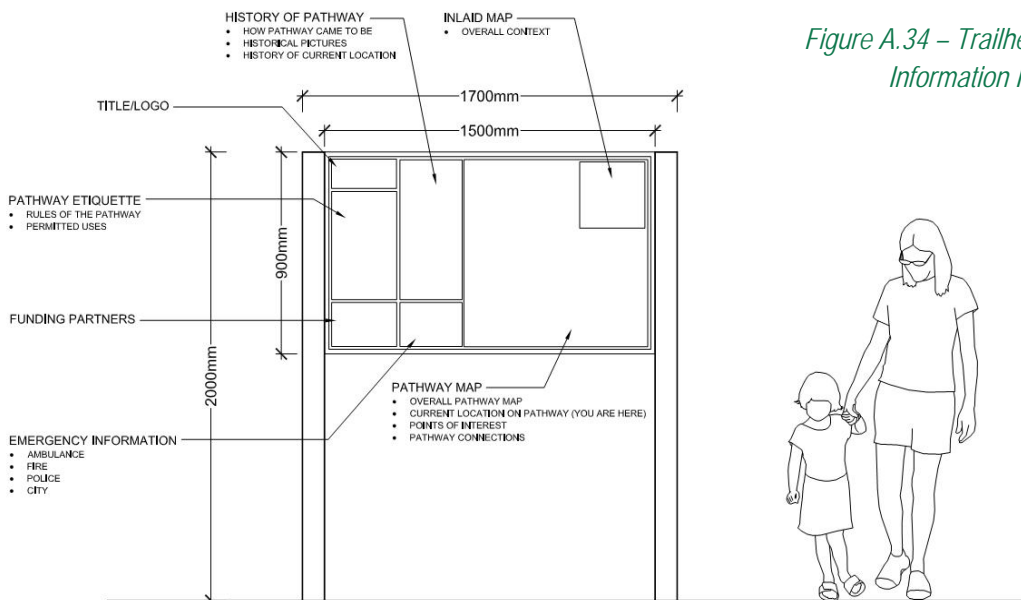 HISTORY OF PATHWAY
• HOW PATHWAY CAME TO BE
• HISTORICAL PICTURES
• HISTORY OF CURRENT LOCATION
INLAID MAP
• OVERALL CONTEXT
Figure A.34 – Trailhe
Information
TITLE/LOGO
1700mm
1500mm
PATHWAY ETIQUETTE
• RULES OF THE PATHWAY
• PERMITTED USES
900mm
2000mm
FUNDING PARTNERS
PATHWAY MAP
• OVERALL PATHWAY MAP
• CURRENT LOCATION ON PATHWAY (YOU ARE HERE)
• POINTS OF INTEREST
• PATHWAY CONNECTIONS
EMERGENCY INFORMATION
• AMBULANCE
• FIRE
• POLICE
• CITY